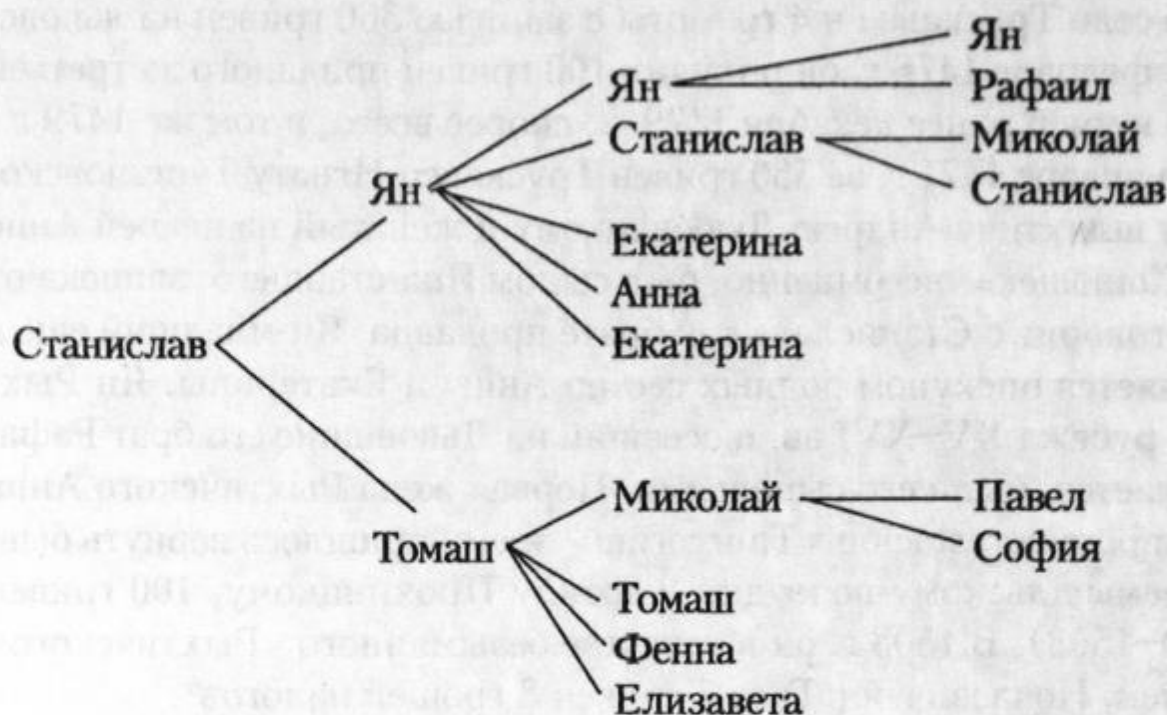 Ян
Ян Рафаил
Станислав Миколай
Ян Станислав
Екатерина
Анна
Станислав Екатерина
Миколай Павел
Томаш София
Томаш
Фенна
Елизавета